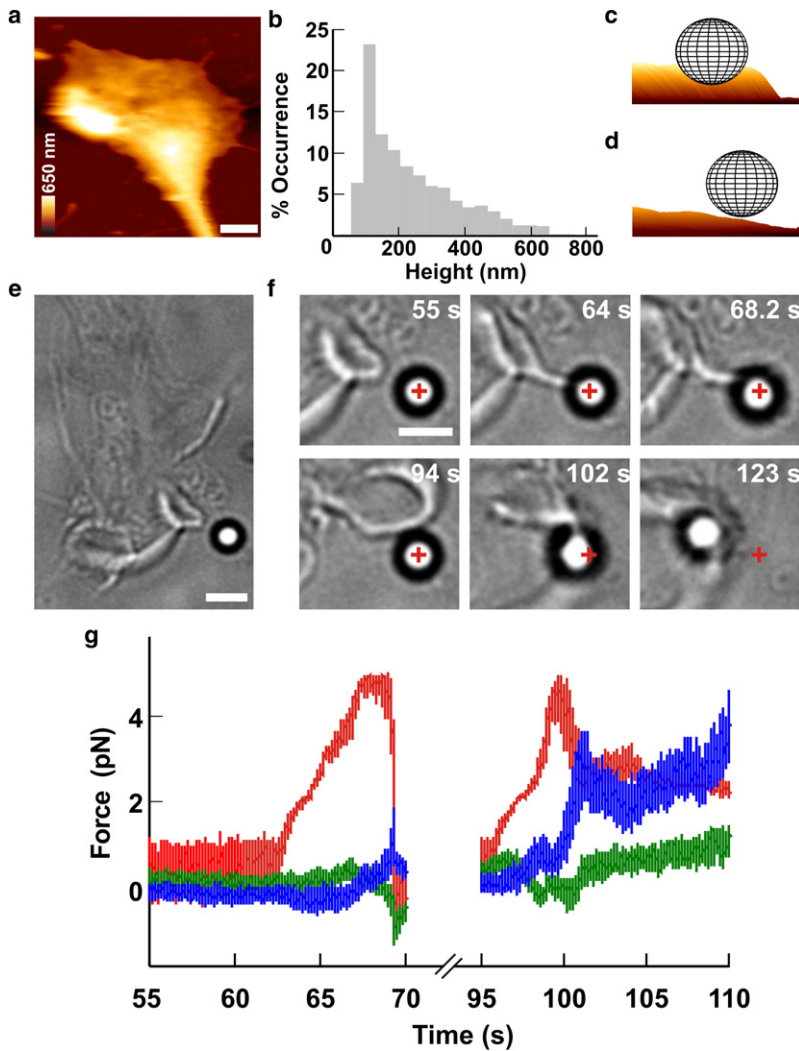 a
650 nm
b
% Occurrence
25
20
15
10
5
0
200
400
600
800
Height (nm)
c
d
e
f
55 s
64 s
68.2 s
94 s
102 s
123 s
g
Force (pN)
4
2
0
55
60
65
70
95
100
105
110
Time (s)